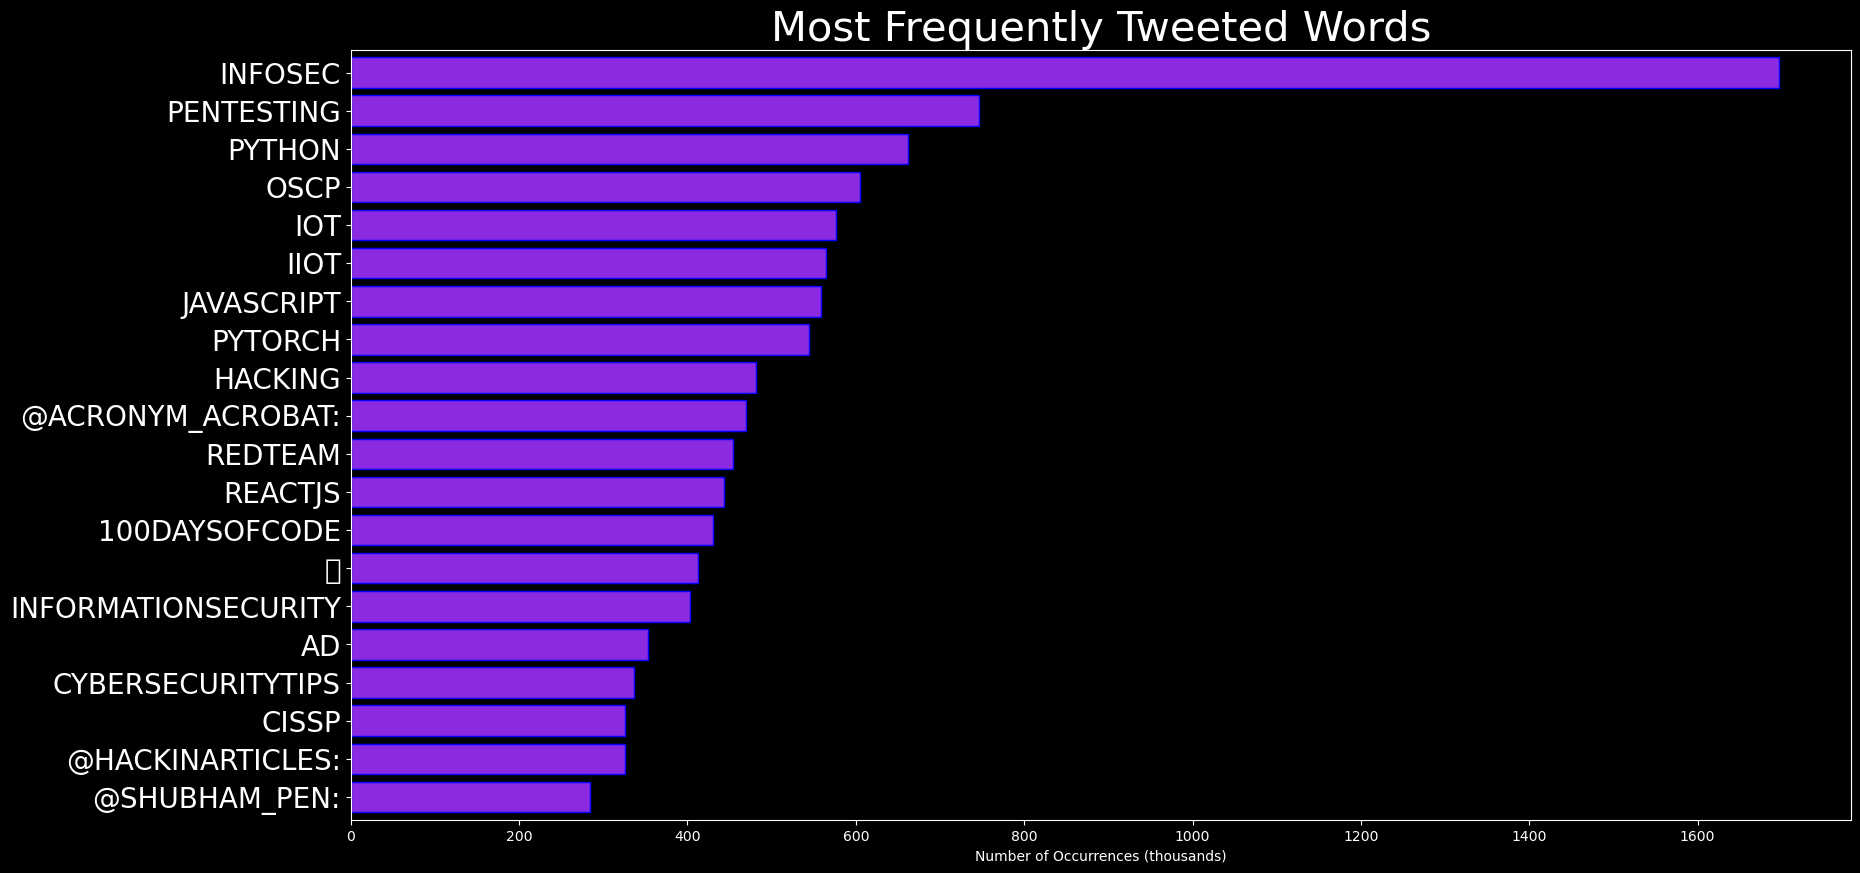 Most Frequently Tweeted Words
INFOSEC
PENTESTING
PYTHON
OSCP
IOT
IIOT
JAVASCRIPT
PYTORCH
HACKING
@ACRONYM_ACROBAT:
REDTEAM
REACTJS
100DAYSOFCODE
INFORMATIONSECURITY
AD
CYBERSECURITYTIPS
CISSP
@HACKINARTICLES:
@SHUBHAM_PEN:
0 200 400 600 800 1000 1200 1400 1600
Number of Occurrences (thousands)